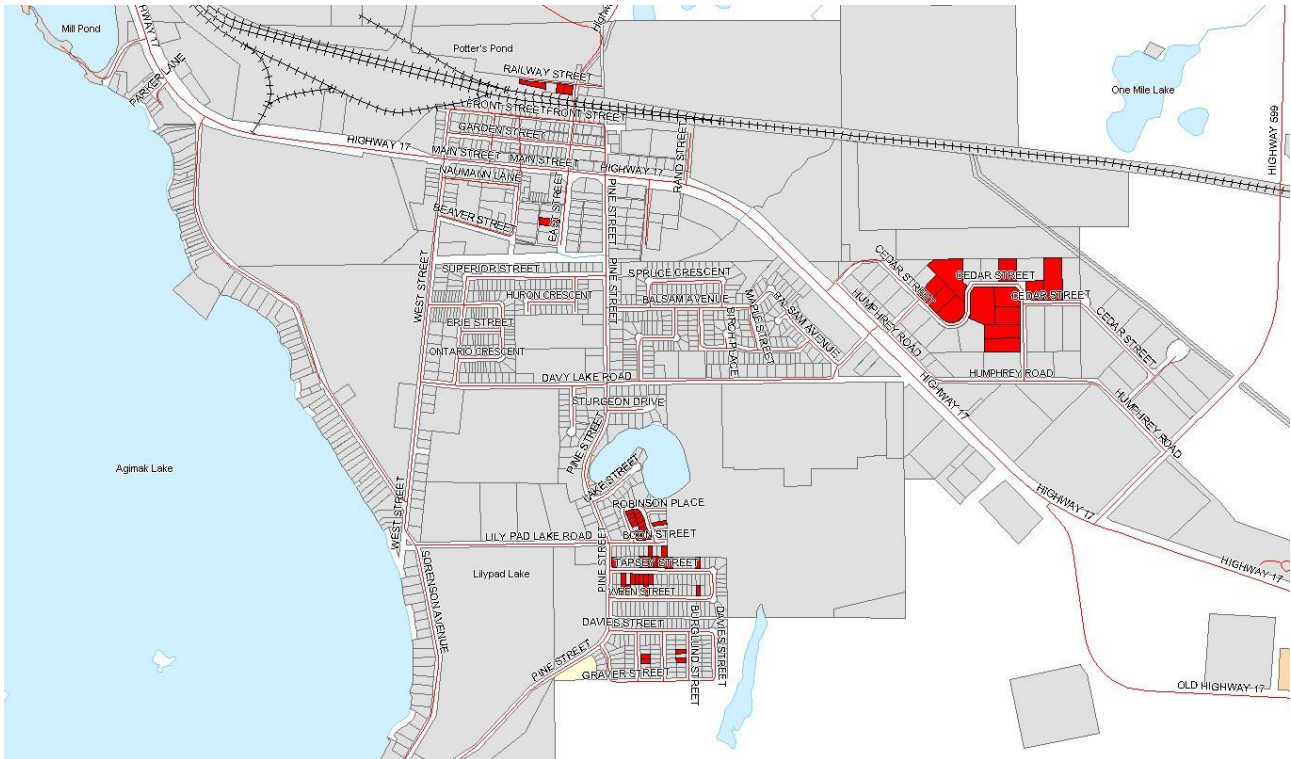 Mill Pond
HIGHWAY 17
Potter's Pond
RAILWAY STREET
One Mile Lake
HIGHWAY 599
PARKER LANE
FRONT STREET
FRONT STREET
GARDEN STREET
HIGHWAY 17
MAIN STREET
MAIN STREET
HIGHWAY 17
RAND STREET
NAUMANN LANE
EAST STREET
PINE STREET
BEAVER STREET
WEST STREET
SUPERIOR STREET
PINE STREET
SPRUCE CRESCENT
CEDAR STREET
CEDAR STREET
CEDAR STREET
CEDAR STREET
HURON CRESCENT
BALSAM AVENUE
BALSAM AVENUE
MAPLE STREET
BIRCH PLACE
HUMPHREY ROAD
ERIE STREET
ONTARIO CRESCENT
DAVY LAKE ROAD
HUMPHREY ROAD
HIGHWAY 17
HUMPHREY ROAD
STURGEON DRIVE
PINE STREET
Agimak Lake
LAKE STREET
ROBINSON PLACE
HIGHWAY 17
WEST STREET
LILY PAD LAKE ROAD
STREET
PINE STREET
TAPSEY STREET
HIGHWAY 17
Lilypad Lake
SORENSON AVENUE
STREET
DAVIES STREET
BURGLUND STREET
DAVIES STREET
PINE STREET
GRAVER STREET
OLD HIGHWAY 17